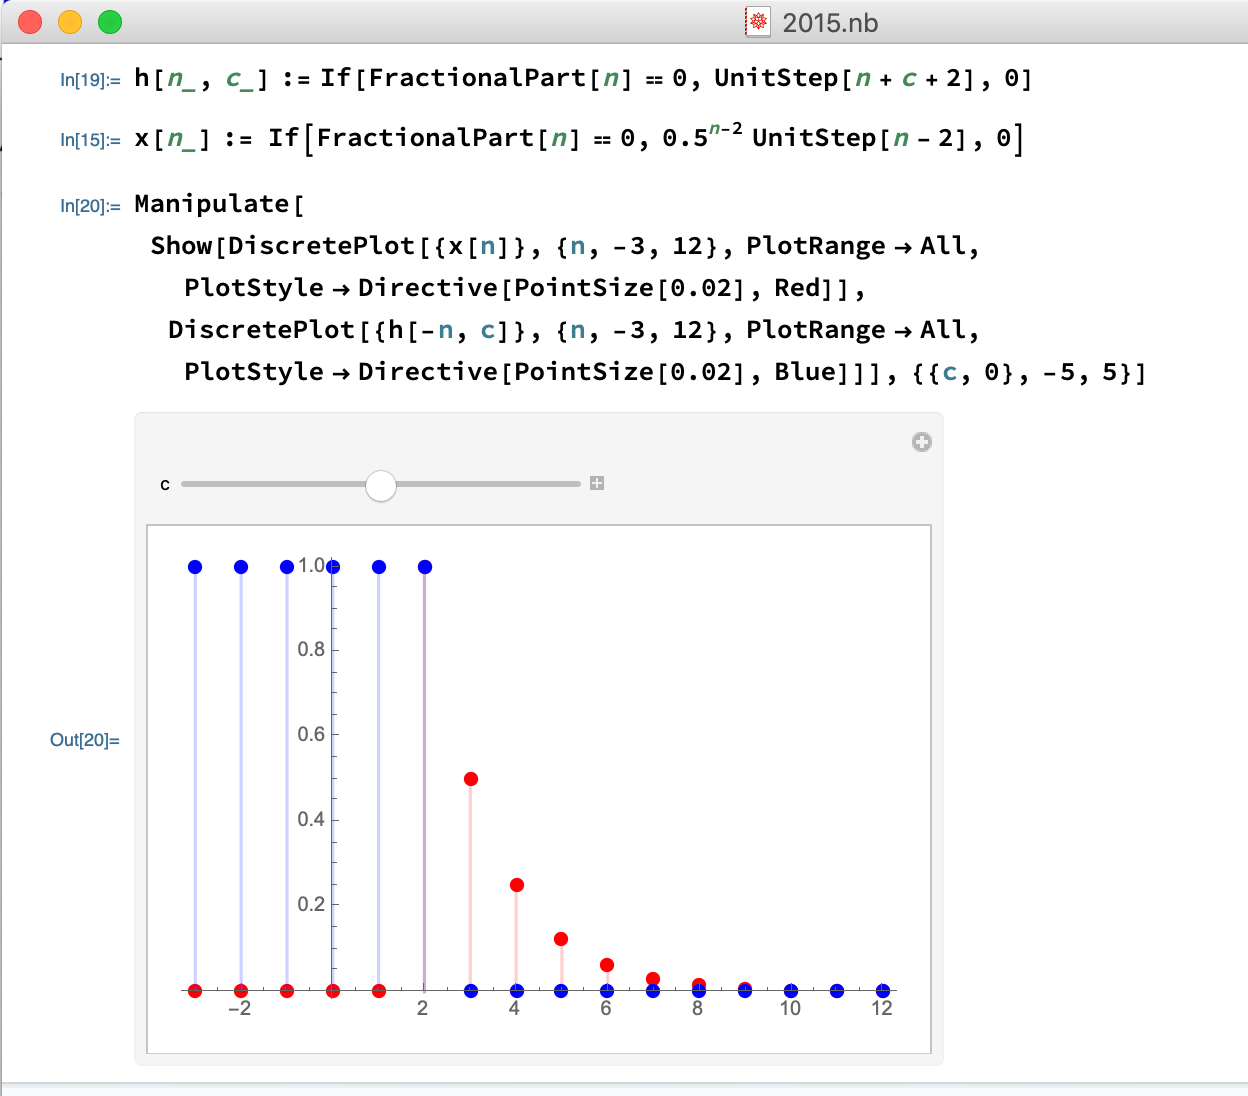 2015.nb
In[19]:= h[n_, c_] := If[FractionalPart[n] == 0, UnitStep[n + c + 2], 0]
In[15]:= x[n_] := If[FractionalPart[n] == 0, 0.5^(n-2) UnitStep[n - 2], 0]
In[20]:= Manipulate[
Show[DiscretePlot[{x[n]}, {n, -3, 12}, PlotRange → All,
PlotStyle → Directive[PointSize[0.02], Red]],
DiscretePlot[{h[-n, c]}, {n, -3, 12}, PlotRange → All,
PlotStyle → Directive[PointSize[0.02], Blue]]], {{c, 0}, -5, 5}]
c
1.0
0.8
0.6
Out[20]=
0.4
0.2
-2 2 4 6 8 10 12